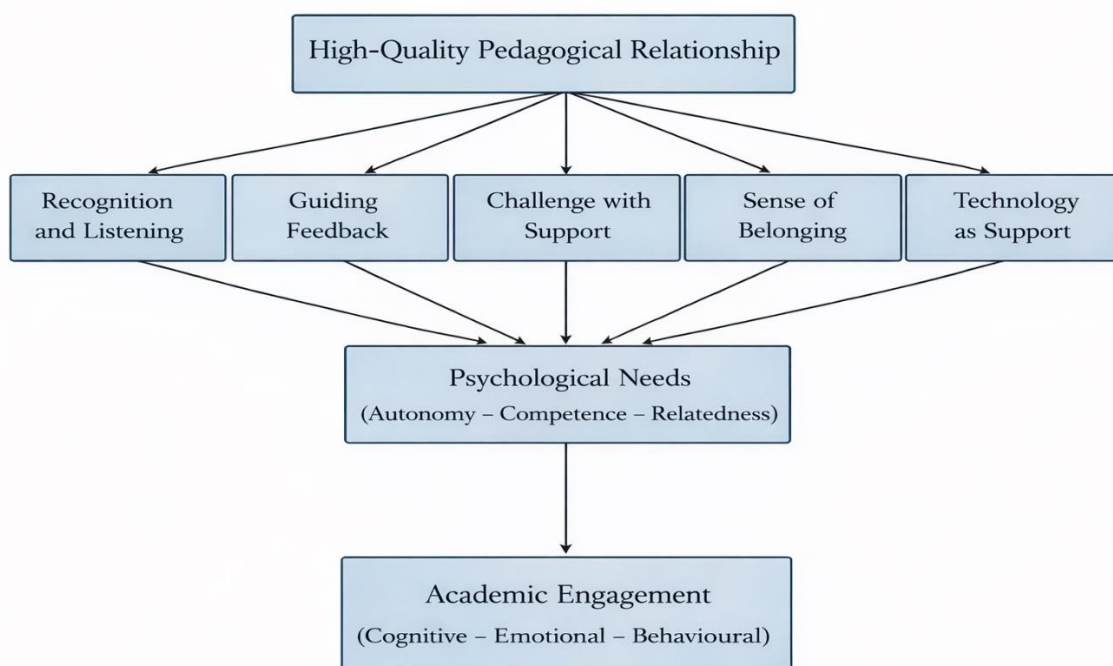 High-Quality Pedagogical Relationship
Recognition
and Listening
Guiding
Feedback
Challenge with
Support
Sense of
Belonging
Technology
as Support
Psychological Needs
(Autonomy – Competence – Relatedness)
Academic Engagement
(Cognitive – Emotional – Behavioural)